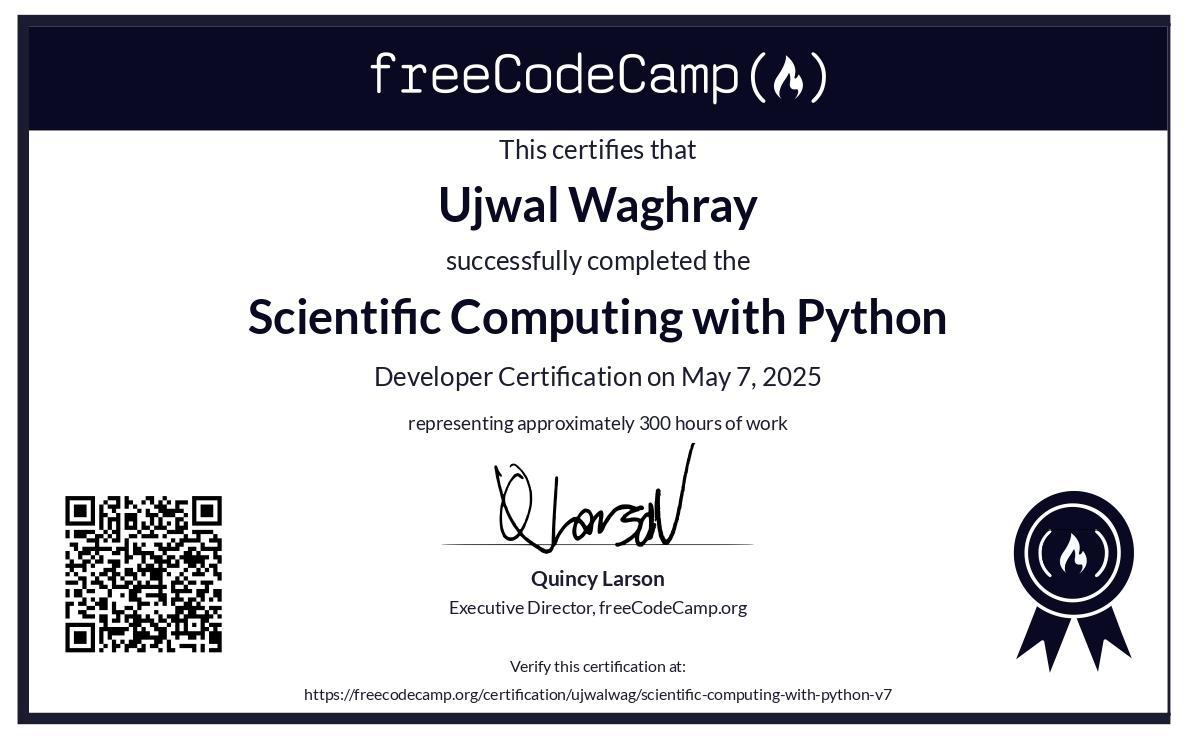 freeCodeCamp
This certifies that
Ujwal Waghray
successfully completed the
Scientific Computing with Python
Developer Certification on May 7, 2025
representing approximately 300 hours of work
Q Larson
Quincy Larson
Executive Director, freeCodeCamp.org
Verify this certification at:
https://freecodecamp.org/certification/ujwalwag/scientific-computing-with-python-v7